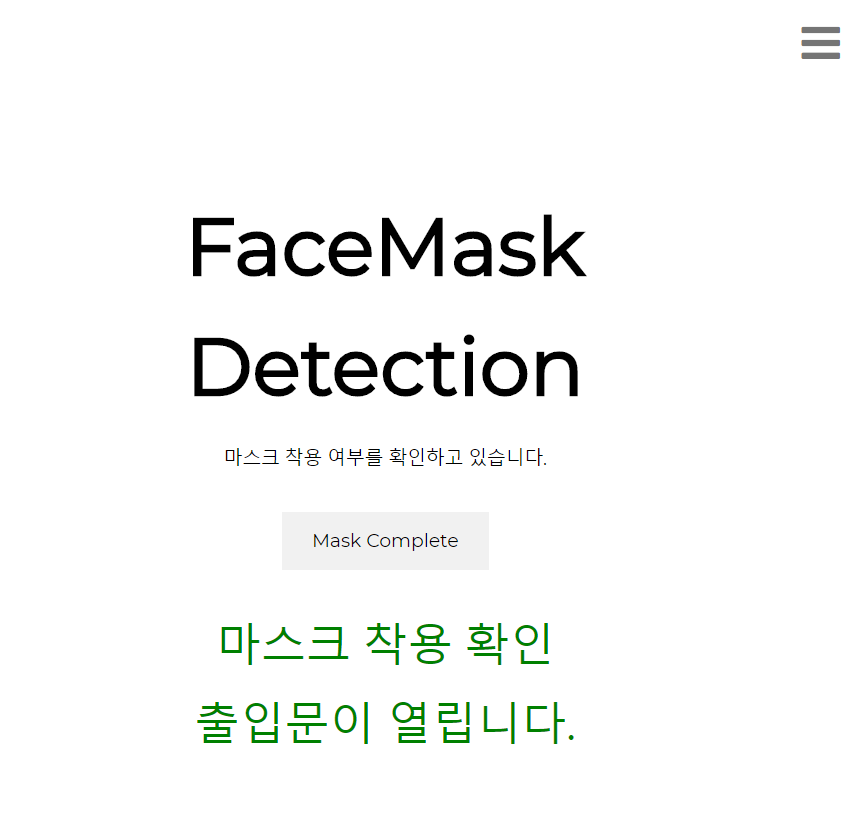 FaceMask
Detection
마스크 착용 여부를 확인하고 있습니다.
Mask Complete
마스크 착용 확인
출입문이 열립니다.